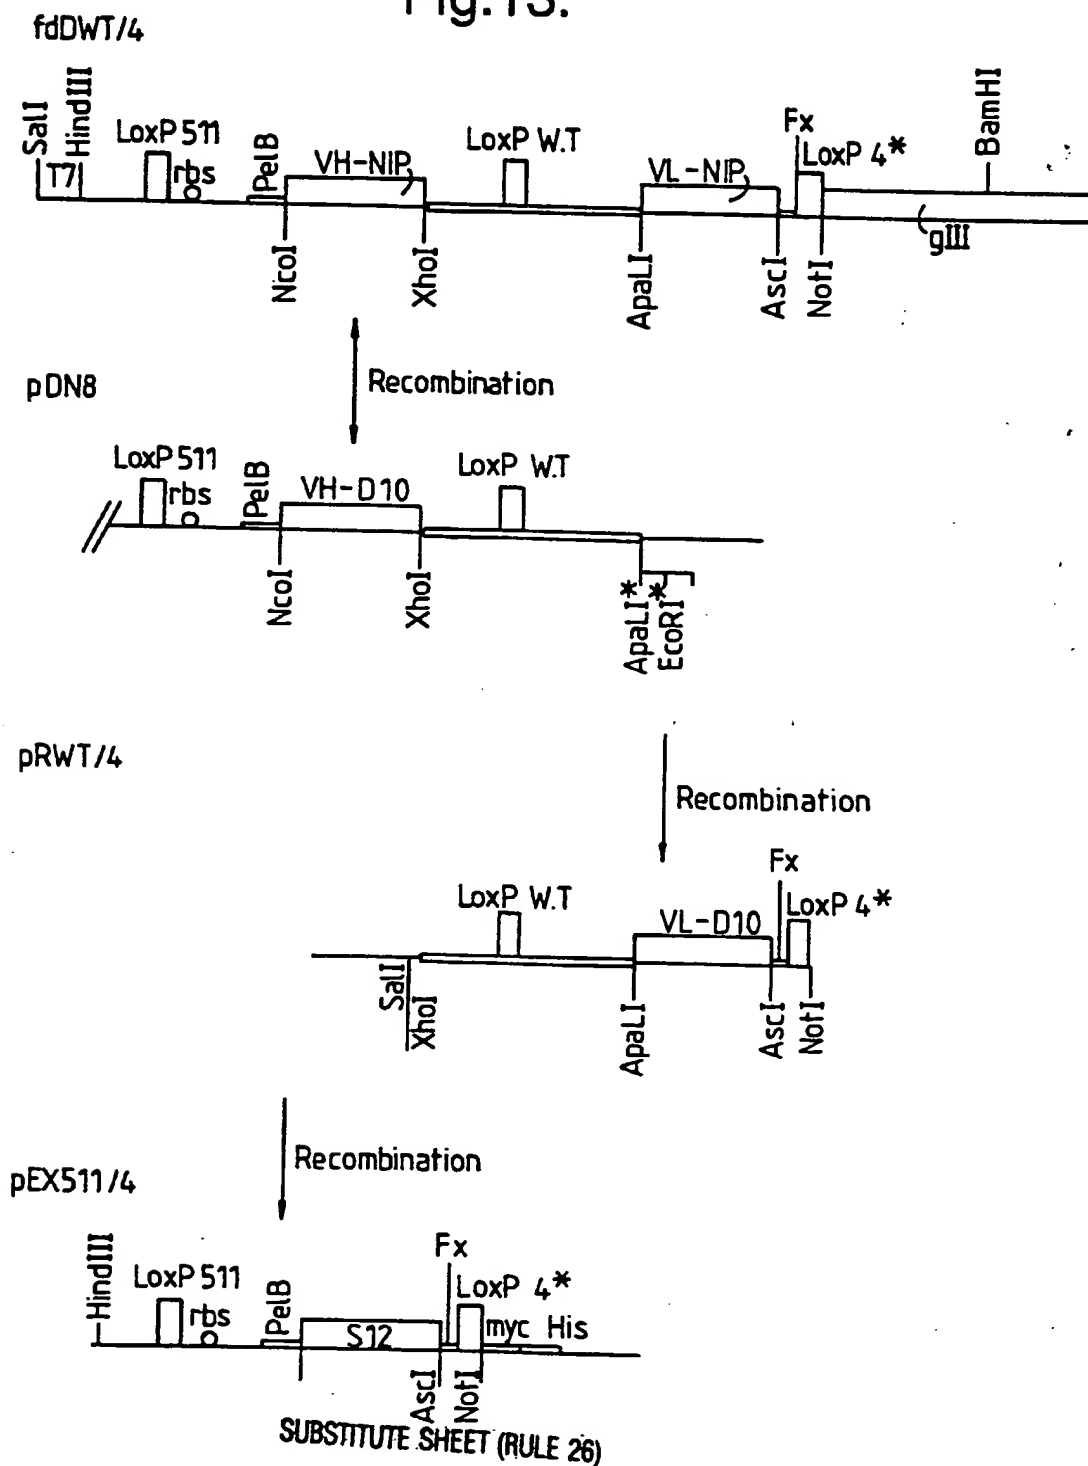 Fig.13.
fdDWT/4
SalI
HindIII
T7
LoxP 511
rbs
PelB
VH-NIP
LoxP W.T
VL-NIP
Fx
LoxP 4*
BamHI
gIII
NcoI
XhoI
ApaLI
AscI
NotI
Recombination
pDN8
LoxP 511
rbs
PelB
VH-D10
LoxP W.T
NcoI
XhoI
ApaLI*
EcoRI*
pRWT/4
Recombination
LoxP W.T
VL-D10
Fx
LoxP 4*
SalI
XhoI
ApaLI
AscI
NotI
Recombination
pEX511/4
HindIII
LoxP 511
rbs
PelB
S12
Fx
LoxP 4*
myc His
AscI
NotI
SUBSTITUTE SHEET (RULE 26)